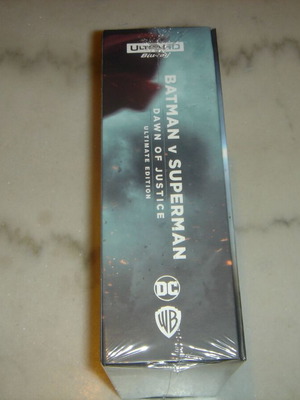 ULTRA HD
Blu-ray
BATMAN v SUPERMAN
DAWN OF JUSTICE
ULTIMATE EDITION
DC
WB